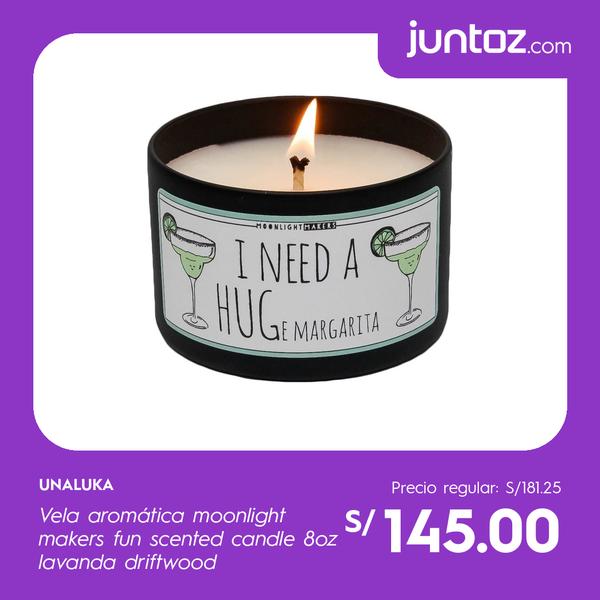 juntoz.com
MOONLIGHT MAKERS
I NEED A
HUGE MARGARITA
UNALUKA
Vela aromática moonlight
makers fun scented candle 8oz
lavanda driftwood
Precio regular: S/181.25
S/145.00